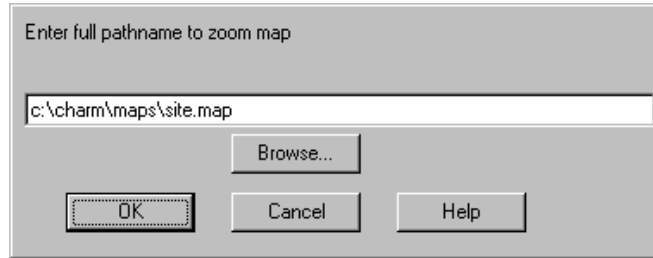 Enter full pathname to zoom map
c:\charm\maps\site.map
Browse...
OK Cancel Help